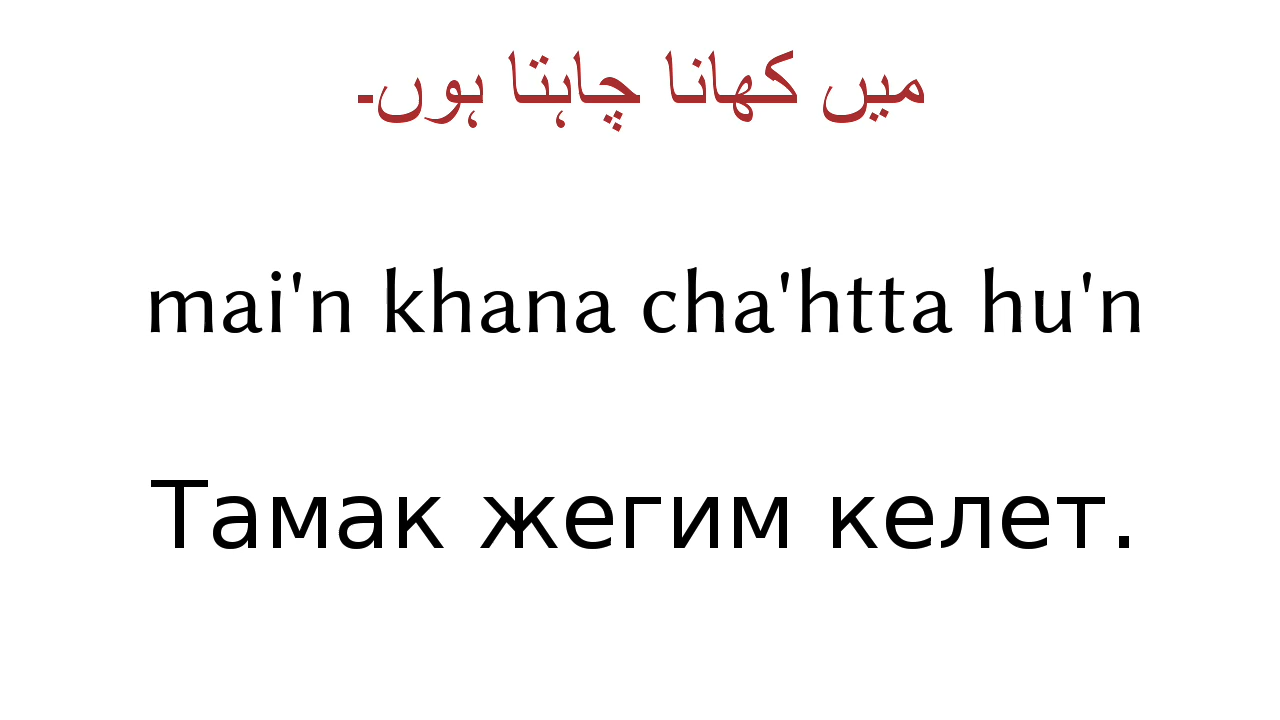 میں کھانا چاہتا ہوں۔
mai'n khana cha'htta hu'n
Тамак жегим келет.